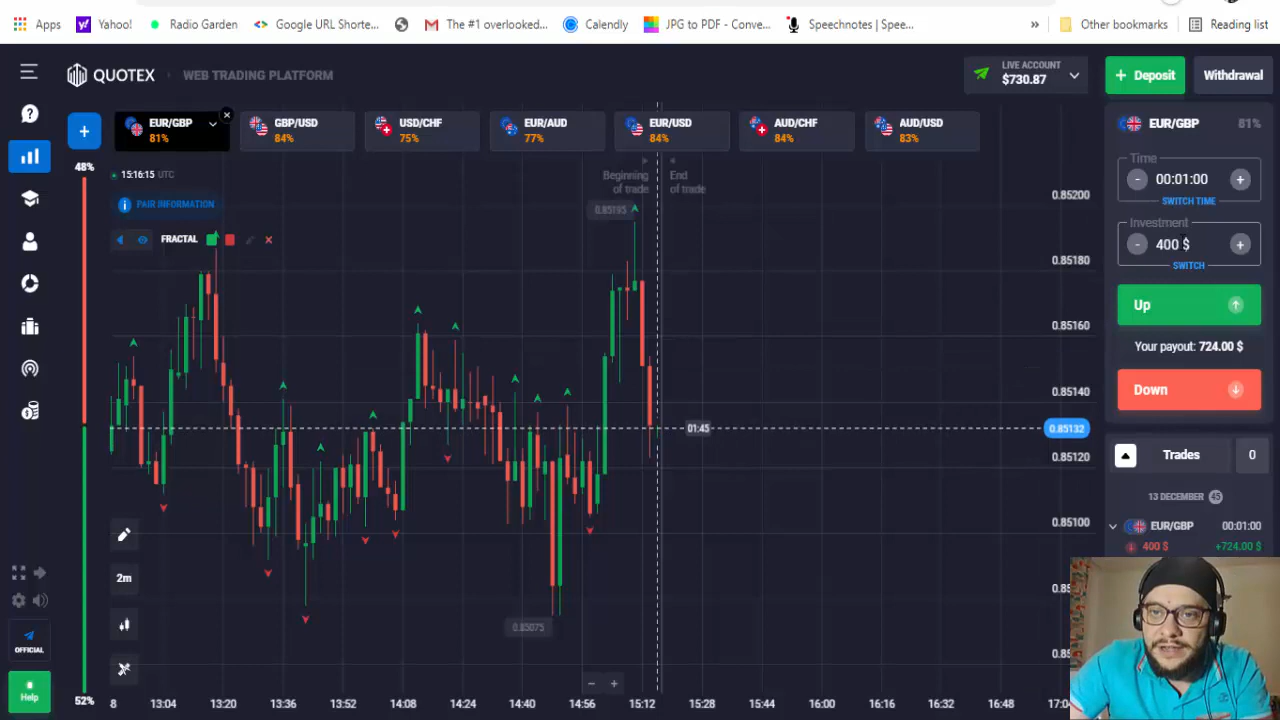 Apps
Yahoo!
Radio Garden
Google URL Shorte...
The #1 overlooked...
Calendly
JPG to PDF - Conve...
Speechnotes | Spee...
»
Other bookmarks
Reading list
QUOTEX
WEB TRADING PLATFORM
LIVE ACCOUNT
$730.87
+ Deposit
Withdrawal
+
EUR/GBP
81%
GBP/USD
84%
USD/CHF
75%
EUR/AUD
77%
EUR/USD
84%
AUD/CHF
84%
AUD/USD
83%
48%
15:16:15 UTC
PAIR INFORMATION
FRACTAL
Beginning
of trade
End
of trade
0.85195
0.85200
0.85180
0.85160
0.85140
0.85132
0.85120
0.85100
01:45
0.85075
2m
OFFICIAL
Help
52%
8 13:04 13:20 13:36 13:52 14:08 14:24 14:40 14:56 15:12 15:28 15:44 16:00 16:16 16:32 16:48
EUR/GBP 81%
Time
- 00:01:00 +
SWITCH TIME
Investment
- 400 $ +
SWITCH
Up
Your payout: 724.00 $
Down
Trades 0
13 DECEMBER 45
EUR/GBP 00:01:00
400 $ +724.00 $